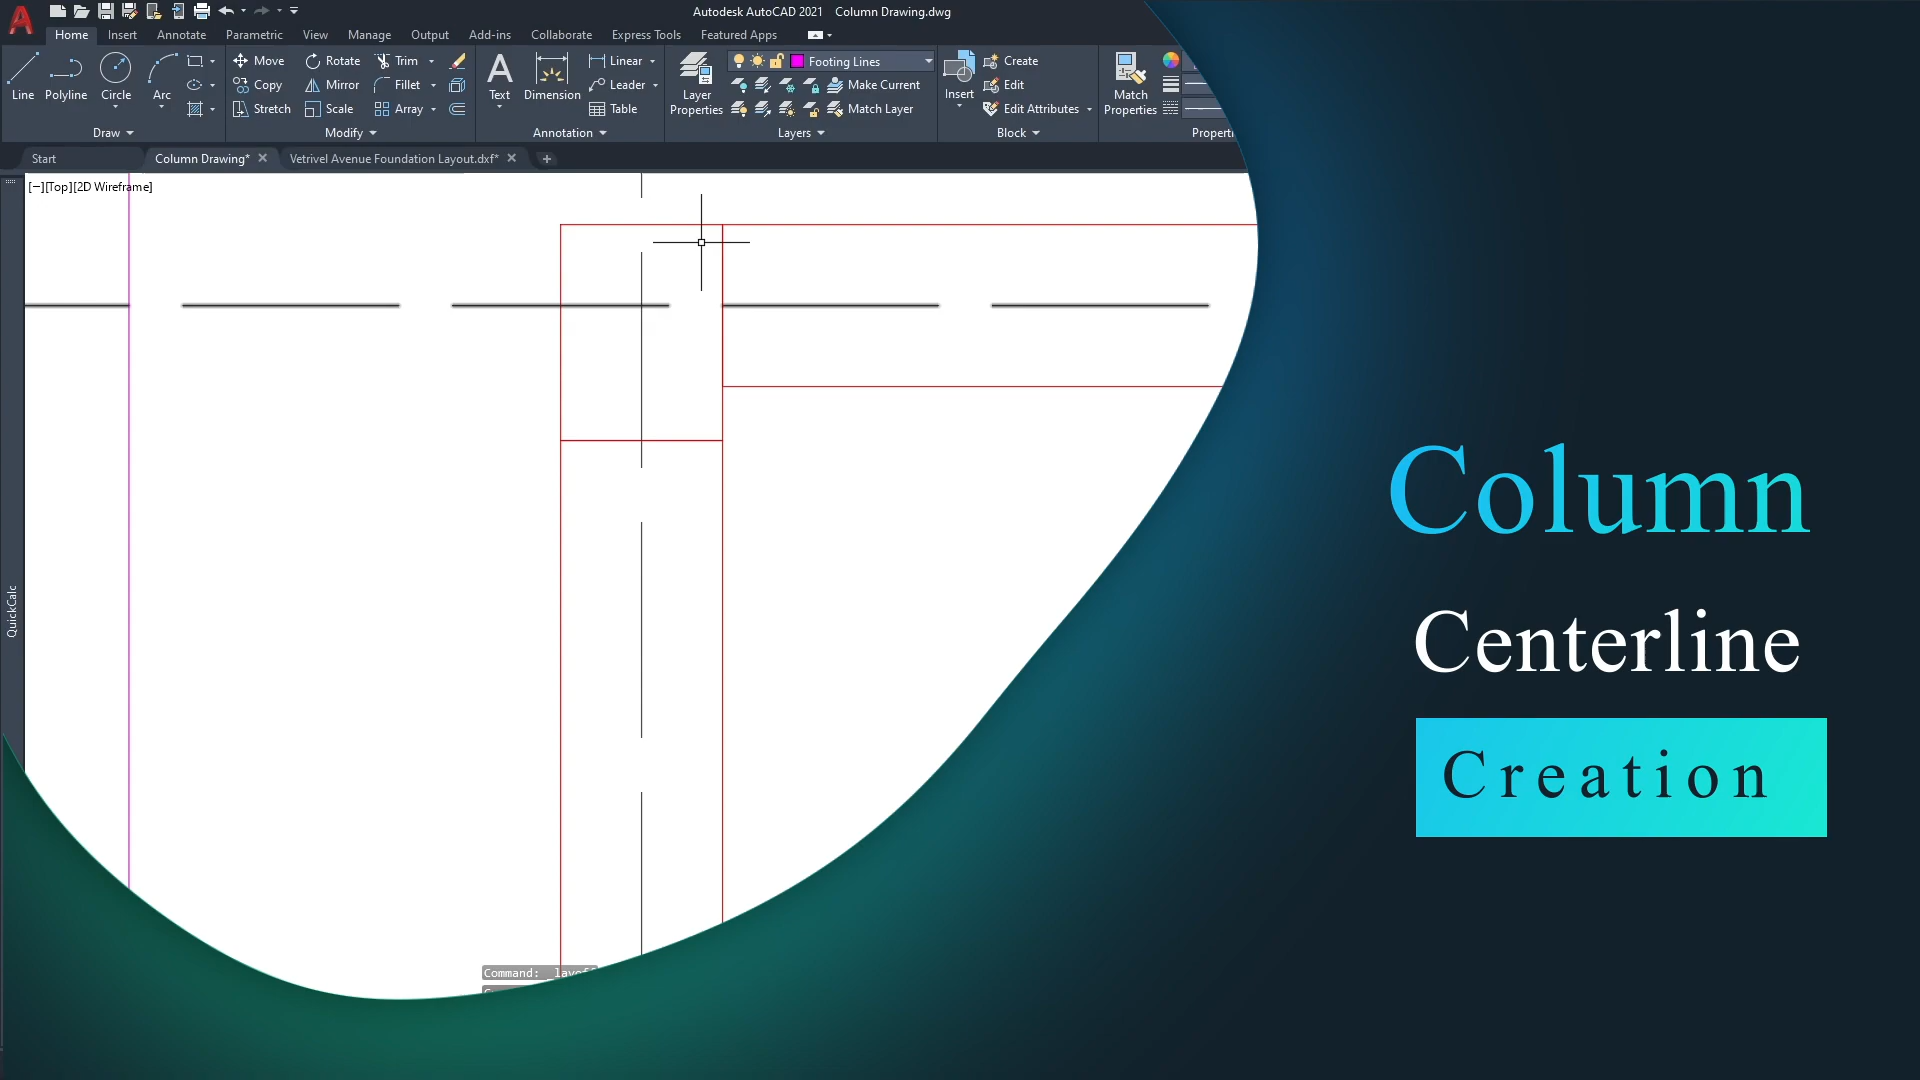 Autodesk AutoCAD 2021 Column Drawing.dwg
Home Insert Annotate Parametric View Manage Output Add-ins Collaborate Express Tools Featured Apps
Line Polyline Circle Arc
Move Rotate Trim
Copy Mirror Fillet
Stretch Scale Array
Text Dimension
Linear
Leader
Table
Layer Properties
Footing Lines
Make Current
Match Layer
Insert
Create
Edit
Edit Attributes
Match Properties
Draw Modify Annotation Layers Block
Start Column Drawing* Vetrivel Avenue Foundation Layout.dxf*
[−][Top][2D Wireframe]
QuickCalc
Command:
Column
Centerline
Creation